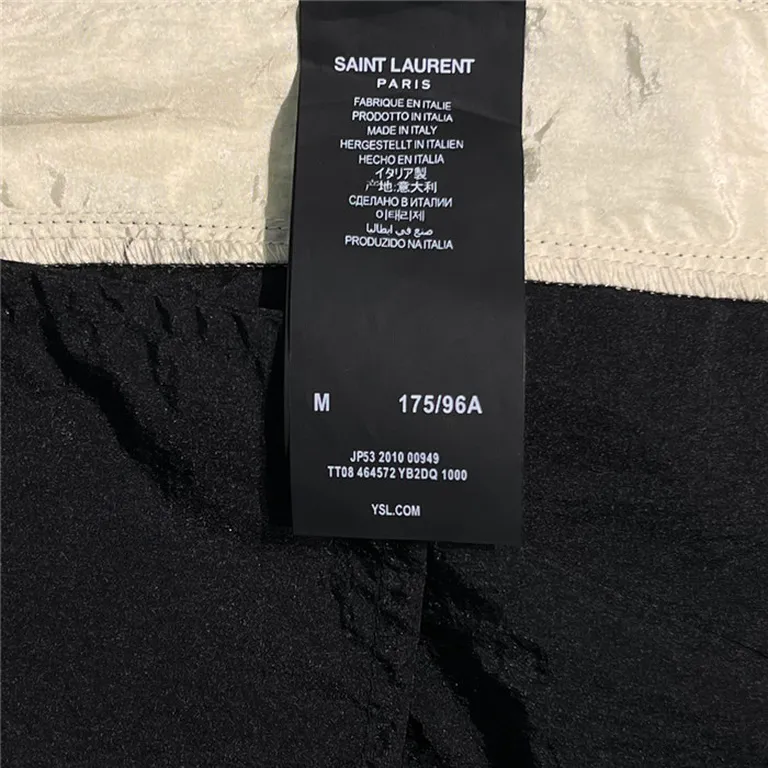 SAINT LAURENT
PARIS
FABRIQUE EN ITALIE
PRODOTTO IN ITALIA
MADE IN ITALY
HERGESTELLT IN ITALIEN
HECHO EN ITALIA
イタリア製
产地:意大利
СДЕЛАНО В ИТАЛИИ
이태리제
صنع في ايطاليا
PRODUZIDO NA ITALIA
M 175/96A
JP53 2010 00949
TT08 464572 YB2DQ 1000
YSL.COM